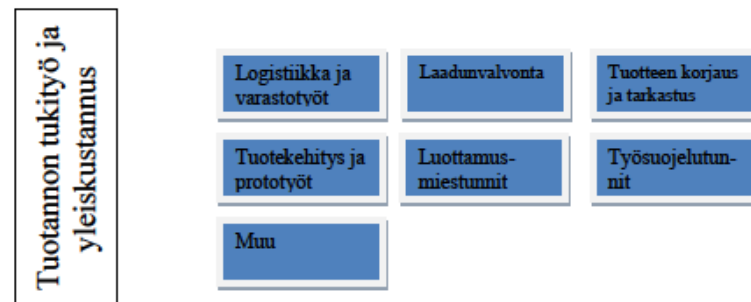 Tuotannon tukityö ja
yleiskustannus
Logistiikka ja
varastotyöt
Laadunvalvonta
Tuotteen korjaus
ja tarkastus
Tuotekehitys ja
prototyöt
Luottamus-
miestunnit
Työsuojelutun-
nit
Muu